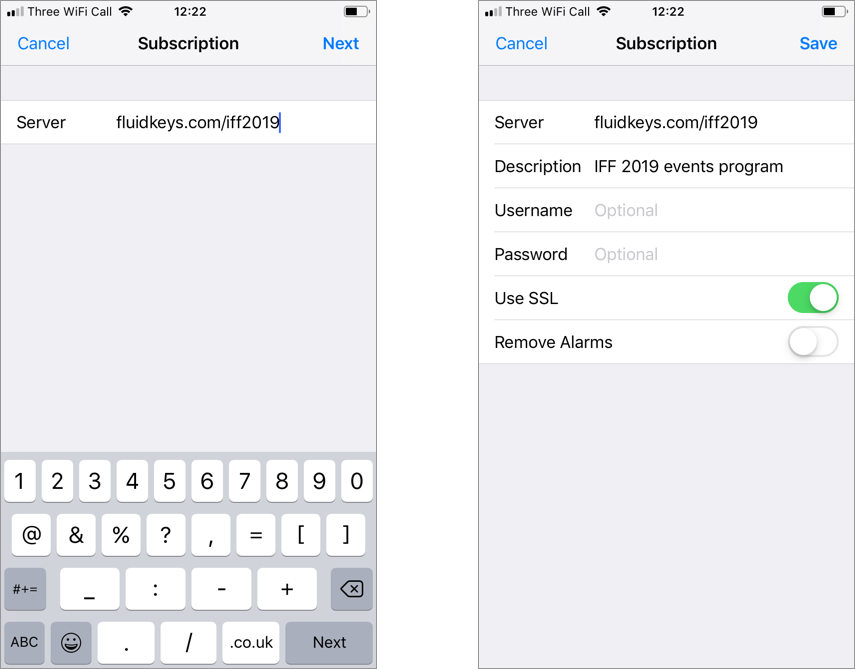 Three WiFi Call 12:22
Cancel Subscription Next
Server fluidkeys.com/iff2019
1 2 3 4 5 6 7 8 9 0
@ & % ? , = [ ]
#+= _ : - +
ABC . / .co.uk Next
Three WiFi Call 12:22
Cancel Subscription Save
Server fluidkeys.com/iff2019
Description IFF 2019 events program
Username Optional
Password Optional
Use SSL
Remove Alarms